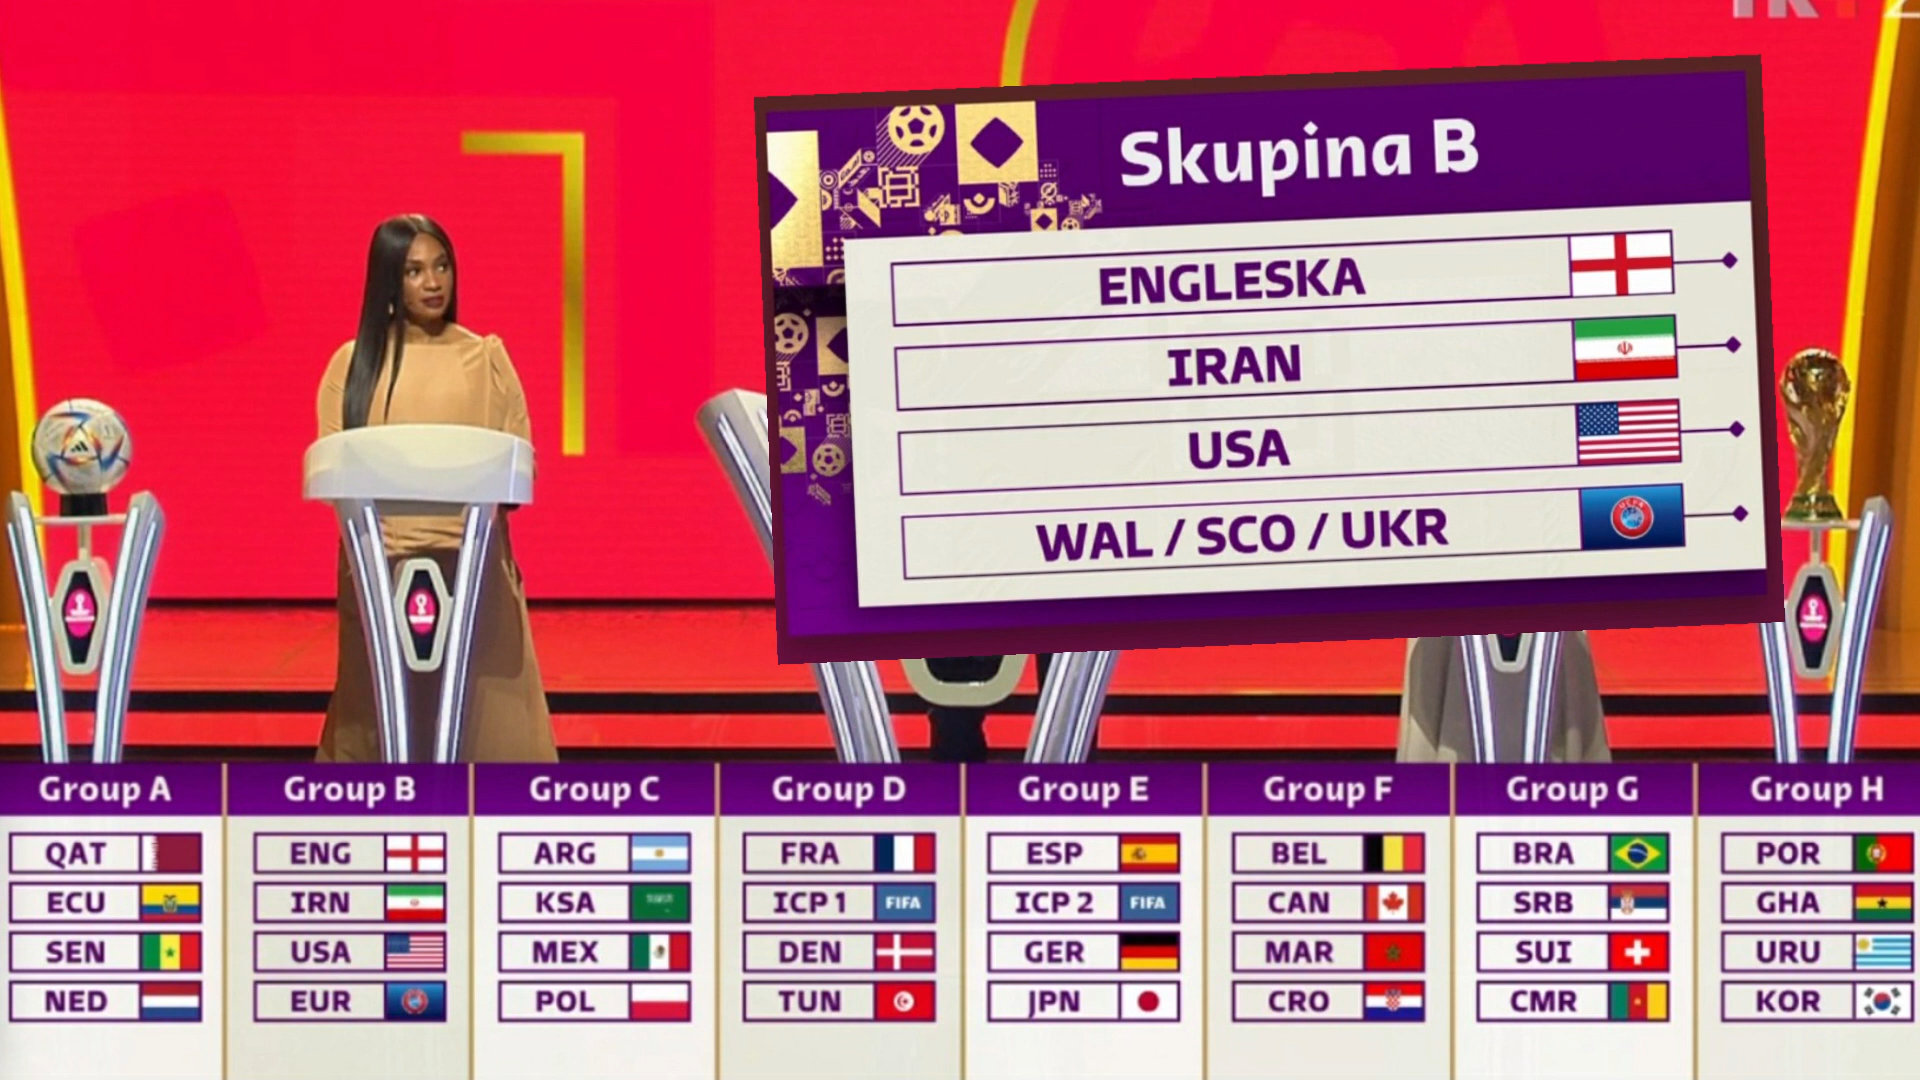 Skupina B
ENGLESKA
IRAN
USA
WAL / SCO / UKR
Group A
QAT
ECU
SEN
NED
Group B
ENG
IRN
USA
EUR
Group C
ARG
KSA
MEX
POL
Group D
FRA
ICP 1 FIFA
DEN
TUN
Group E
ESP
ICP 2 FIFA
GER
JPN
Group F
BEL
CAN
MAR
CRO
Group G
BRA
SRB
SUI
CMR
Group H
POR
GHA
URU
KOR